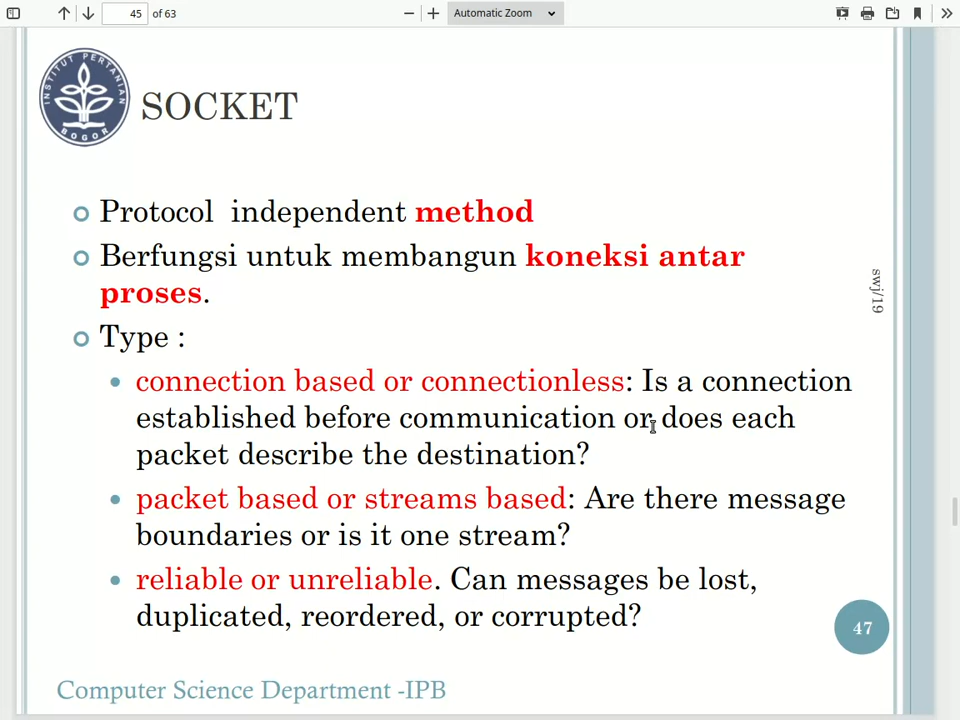 45 of 63 Automatic Zoom
INSTITUT PERTANIAN
BOGOR
SOCKET
Protocol independent method
Berfungsi untuk membangun koneksi antar
proses.
Type :
connection based or connectionless: Is a connection
established before communication or does each
packet describe the destination?
packet based or streams based: Are there message
boundaries or is it one stream?
reliable or unreliable. Can messages be lost,
duplicated, reordered, or corrupted?
swj/19
47
Computer Science Department -IPB